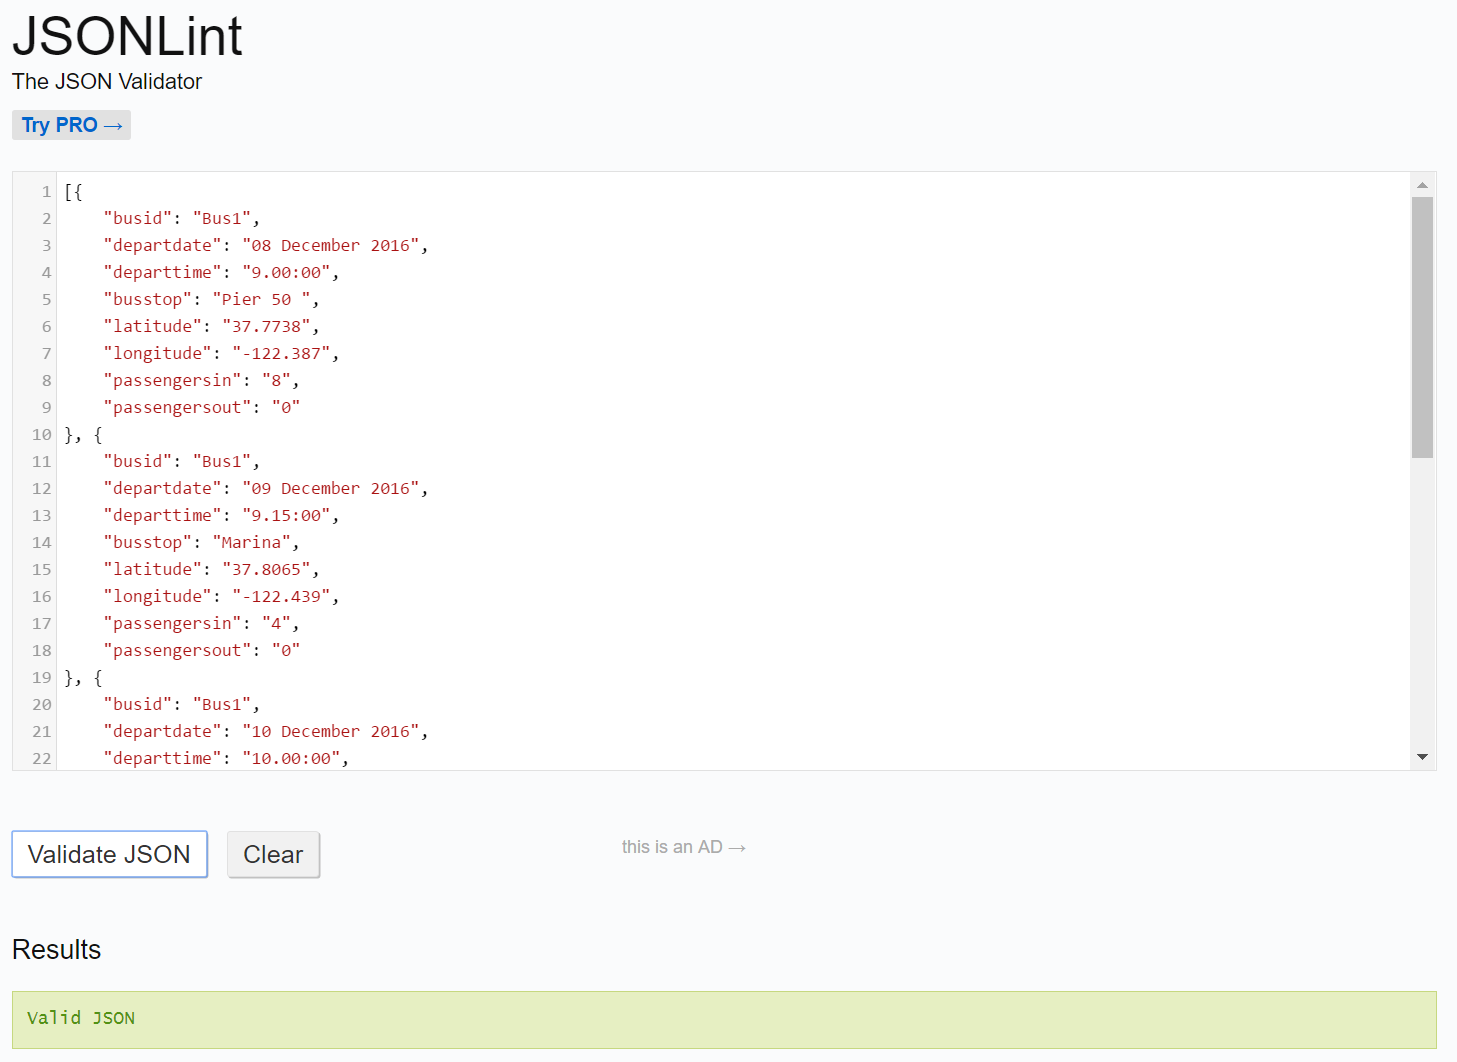 JSONLint
The JSON Validator
Try PRO →
1 [{
2 "busid": "Bus1",
3 "departdate": "08 December 2016",
4 "departtime": "9.00:00",
5 "busstop": "Pier 50 ",
6 "latitude": "37.7738",
7 "longitude": "-122.387",
8 "passengersin": "8",
9 "passengersout": "0"
10 }, {
11 "busid": "Bus1",
12 "departdate": "09 December 2016",
13 "departtime": "9.15:00",
14 "busstop": "Marina",
15 "latitude": "37.8065",
16 "longitude": "-122.439",
17 "passengersin": "4",
18 "passengersout": "0"
19 }, {
20 "busid": "Bus1",
21 "departdate": "10 December 2016",
22 "departtime": "10.00:00",
Validate JSON Clear this is an AD →
Results
Valid JSON